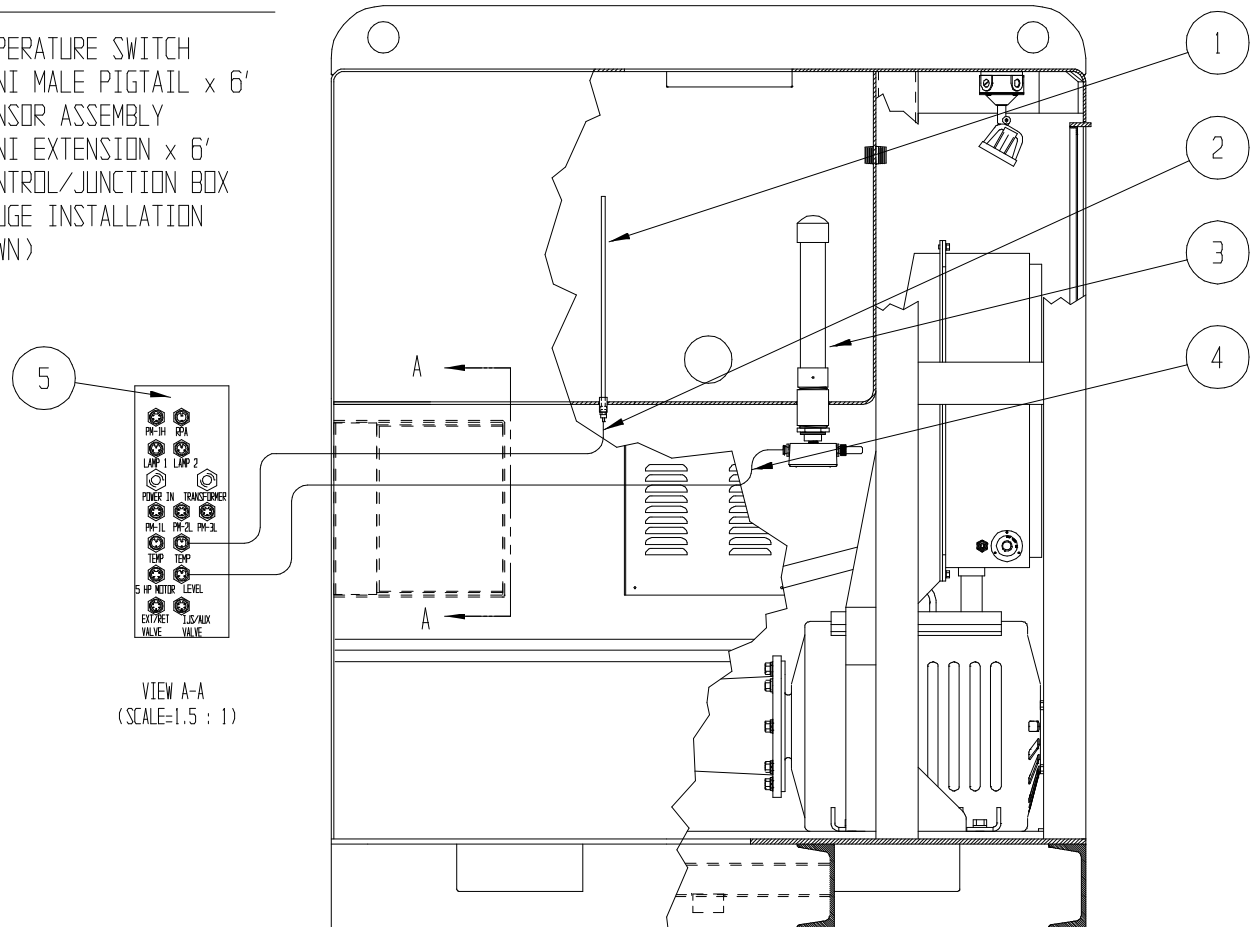 PERATURE SWITCH
NI MALE PIGTAIL x 6'
NSOR ASSEMBLY
NI EXTENSION x 6'
NTROL/JUNCTION BOX
UGE INSTALLATION
WN)
1
2
3
4
5
A
A
PM-1H RPA
LAMP 1 LAMP 2
POWER IN TRANSFORMER
PM-1L PM-2L PM-3L
TEMP TEMP
5 HP MOTOR LEVEL
EXT/RET IJS/AUX
VALVE VALVE
VIEW A-A
(SCALE=1.5 : 1)